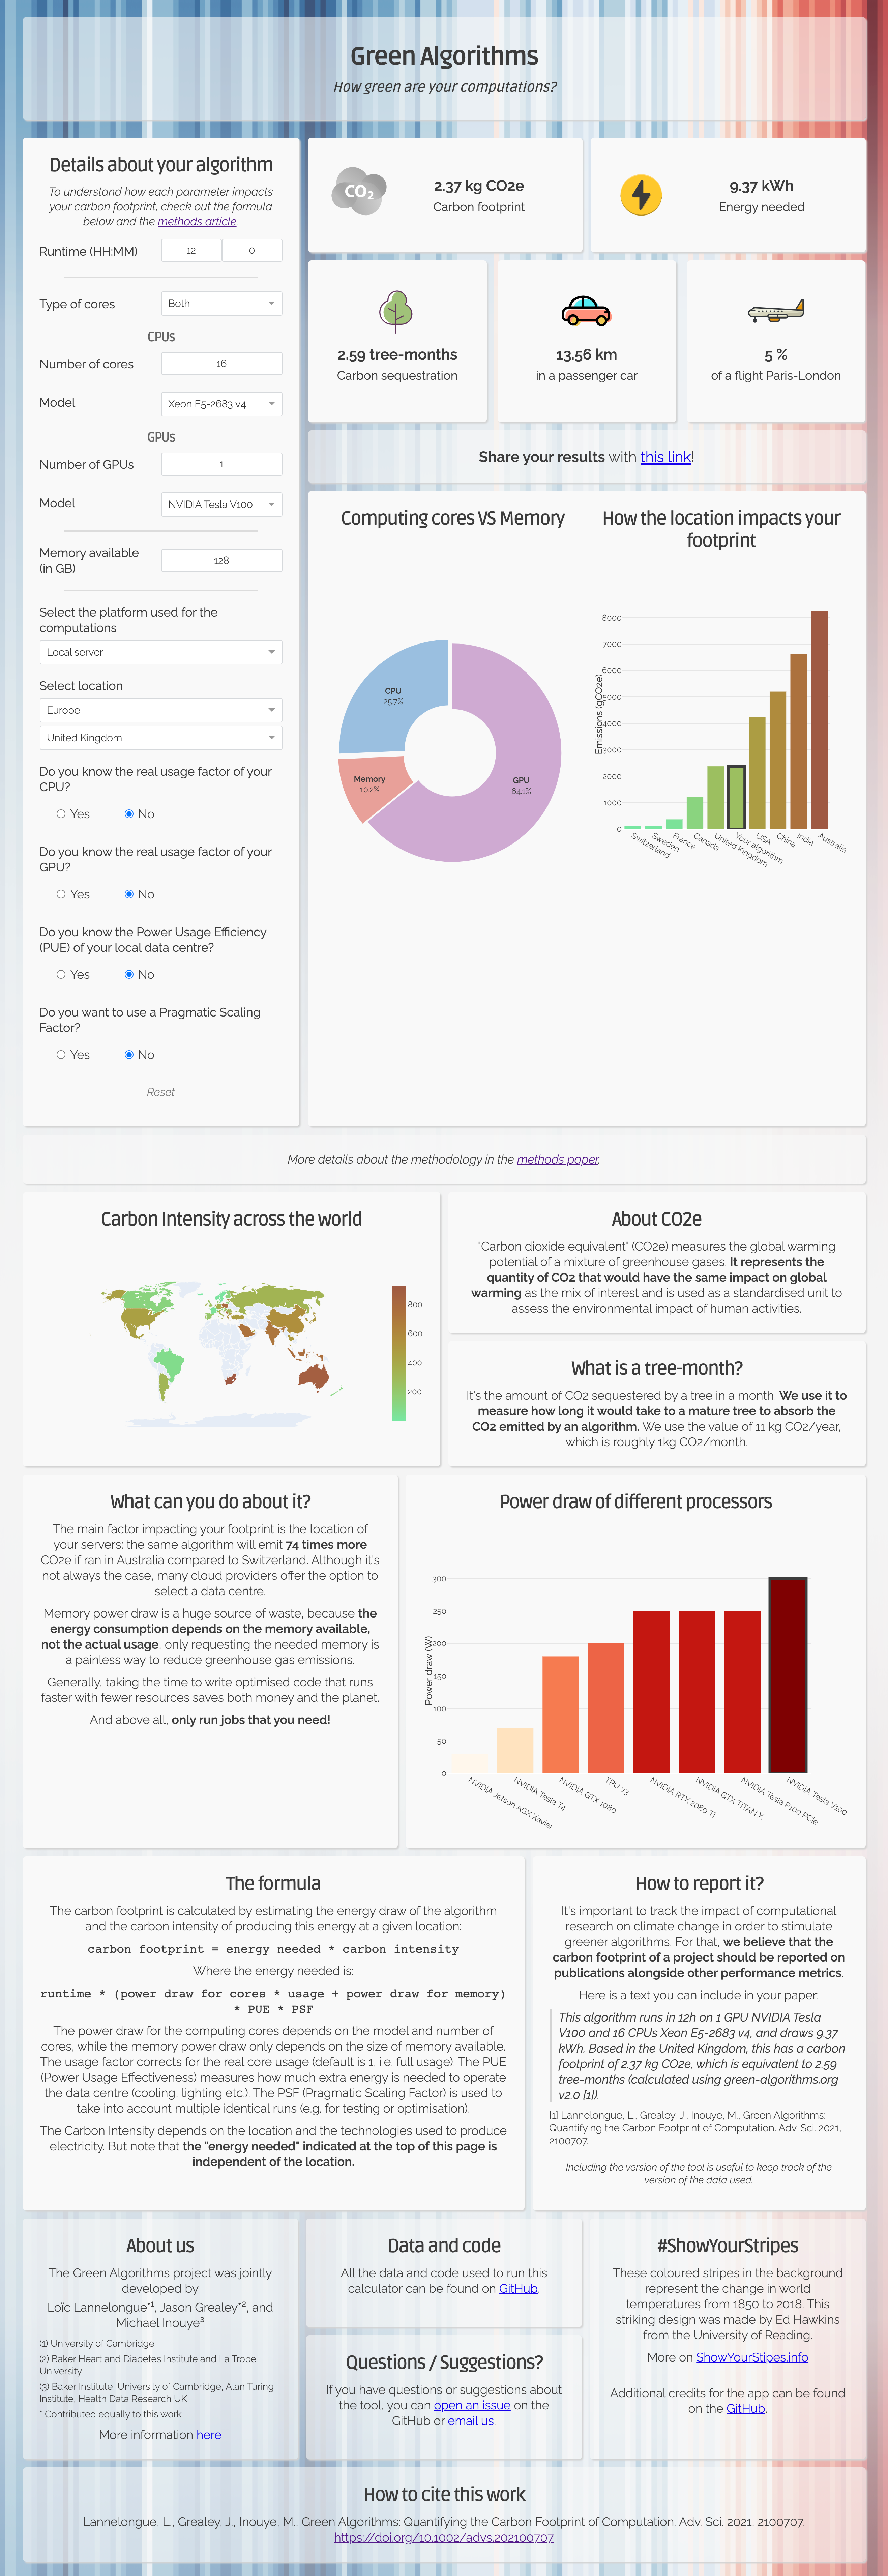 Green Algorithms
How green are your computations?
Details about your algorithm
To understand how each parameter impacts
your carbon footprint, check out the formula
below and the methods article.
Runtime (HH:MM)
12
0
Type of cores
Both
CPUs
Number of cores
16
Model
Xeon E5-2683 v4
GPUs
Number of GPUs
1
Model
NVIDIA Tesla V100
Memory available
(in GB)
128
Select the platform used for the
computations
Local server
Select location
Europe
United Kingdom
Do you know the real usage factor of your
CPU?
Yes
No
Do you know the real usage factor of your
GPU?
Yes
No
Do you know the Power Usage Efficiency
(PUE) of your local data centre?
Yes
No
Do you want to use a Pragmatic Scaling
Factor?
Yes
No
Reset
CO2
2.37 kg CO2e
Carbon footprint
9.37 kWh
Energy needed
2.59 tree-months
Carbon sequestration
13.56 km
in a passenger car
5 %
of a flight Paris-London
Share your results with this link!
Computing cores VS Memory
CPU
25.7%
Memory
10.2%
GPU
64.1%
How the location impacts your
footprint
Emissions (gCO2e)
8000
7000
6000
5000
4000
3000
2000
1000
0
Switzerland
Sweden
France
Canada
United Kingdom
Your algorithm
USA
China
India
Australia
More details about the methodology in the methods paper.
Carbon Intensity across the world
800
600
400
200
About CO2e
"Carbon dioxide equivalent" (CO2e) measures the global warming
potential of a mixture of greenhouse gases. It represents the
quantity of CO2 that would have the same impact on global
warming as the mix of interest and is used as a standardised unit to
assess the environmental impact of human activities.
What is a tree-month?
It's the amount of CO2 sequestered by a tree in a month. We use it to
measure how long it would take to a mature tree to absorb the
CO2 emitted by an algorithm. We use the value of 11 kg CO2/year,
which is roughly 1kg CO2/month.
What can you do about it?
The main factor impacting your footprint is the location of
your servers: the same algorithm will emit 74 times more
CO2e if ran in Australia compared to Switzerland. Although it's
not always the case, many cloud providers offer the option to
select a data centre.
Memory power draw is a huge source of waste, because the
energy consumption depends on the memory available,
not the actual usage, only requesting the needed memory is
a painless way to reduce greenhouse gas emissions.
Generally, taking the time to write optimised code that runs
faster with fewer resources saves both money and the planet.
And above all, only run jobs that you need!
Power draw of different processors
Power draw (W)
300
250
200
150
100
50
0
NVIDIA Jetson AGX Xavier
NVIDIA Tesla T4
NVIDIA GTX 1080
TPU v3
NVIDIA RTX 2080 Ti
NVIDIA GTX TITAN X
NVIDIA Tesla P100 PCIe
NVIDIA Tesla V100
The formula
The carbon footprint is calculated by estimating the energy draw of the algorithm
and the carbon intensity of producing this energy at a given location:
carbon footprint = energy needed * carbon intensity
Where the energy needed is:
runtime * (power draw for cores * usage + power draw for memory)
* PUE * PSF
The power draw for the computing cores depends on the model and number of
cores, while the memory power draw only depends on the size of memory available.
The usage factor corrects for the real core usage (default is 1, i.e. full usage). The PUE
(Power Usage Effectiveness) measures how much extra energy is needed to operate
the data centre (cooling, lighting etc.). The PSF (Pragmatic Scaling Factor) is used to
take into account multiple identical runs (e.g. for testing or optimisation).
The Carbon Intensity depends on the location and the technologies used to produce
electricity. But note that the "energy needed" indicated at the top of this page is
independent of the location.
How to report it?
It's important to track the impact of computational
research on climate change in order to stimulate
greener algorithms. For that, we believe that the
carbon footprint of a project should be reported on
publications alongside other performance metrics.
Here is a text you can include in your paper:
This algorithm runs in 12h on 1 GPU NVIDIA Tesla
V100 and 16 CPUs Xeon E5-2683 v4, and draws 9.37
kWh. Based in the United Kingdom, this has a carbon
footprint of 2.37 kg CO2e, which is equivalent to 2.59
tree-months (calculated using green-algorithms.org
v2.0 [1]).
[1] Lannelongue, L., Grealey, J., Inouye, M., Green Algorithms:
Quantifying the Carbon Footprint of Computation. Adv. Sci. 2021,
2100707.
Including the version of the tool is useful to keep track of the
version of the data used.
About us
The Green Algorithms project was jointly
developed by
Loïc Lannelongue*¹, Jason Grealey*², and
Michael Inouye³
(1) University of Cambridge
(2) Baker Heart and Diabetes Institute and La Trobe
University
(3) Baker Institute, University of Cambridge, Alan Turing
Institute, Health Data Research UK
* Contributed equally to this work
More information here
Data and code
All the data and code used to run this
calculator can be found on GitHub.
Questions / Suggestions?
If you have questions or suggestions about
the tool, you can open an issue on the
GitHub or email us.
#ShowYourStripes
These coloured stripes in the background
represent the change in world
temperatures from 1850 to 2018. This
striking design was made by Ed Hawkins
from the University of Reading.
More on ShowYourStipes.info
Additional credits for the app can be found
on the GitHub.
How to cite this work
Lannelongue, L., Grealey, J., Inouye, M., Green Algorithms: Quantifying the Carbon Footprint of Computation. Adv. Sci. 2021, 2100707.
https://doi.org/10.1002/advs.202100707